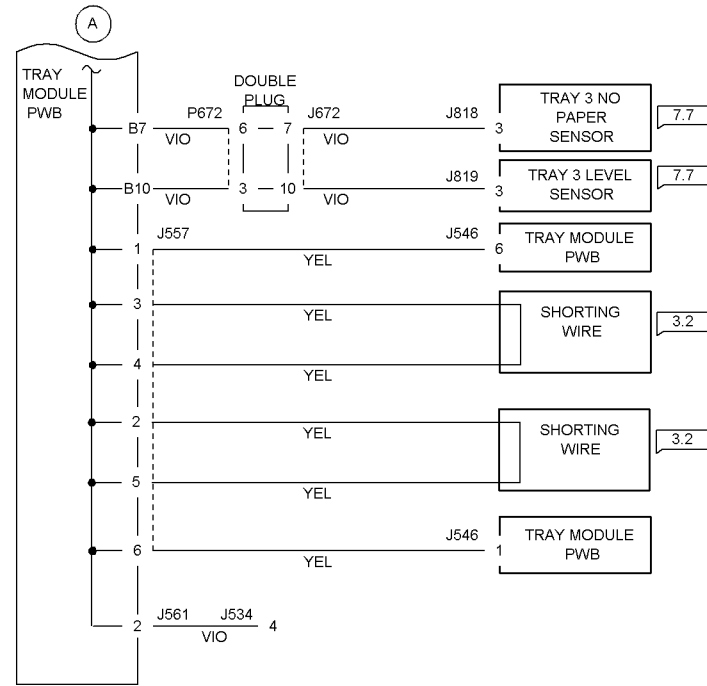 A
TRAY
MODULE
PWB
DOUBLE
PLUG
B7
VIO
P672
6
7
J672
VIO
J818
3
TRAY 3 NO
PAPER
SENSOR
7.7
B10
VIO
3
10
VIO
J819
3
TRAY 3 LEVEL
SENSOR
7.7
1
J557
YEL
J546
6
TRAY MODULE
PWB
3
YEL
SHORTING
WIRE
3.2
4
YEL
2
YEL
SHORTING
WIRE
3.2
5
YEL
6
YEL
J546
1
TRAY MODULE
PWB
2
J561
J534
4
VIO